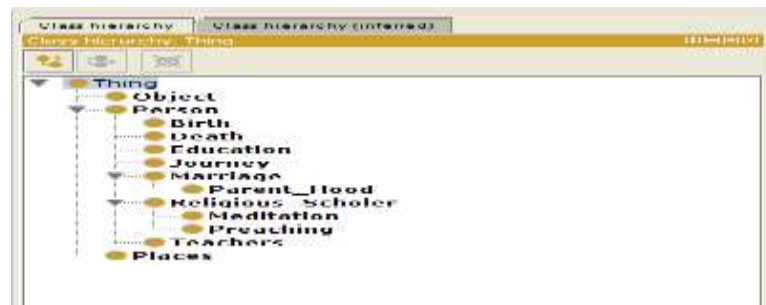 Class hierarchy Class hierarchy (inferred)
Class hierarchy: Thing
Thing
Object
Person
Birth
Death
Education
Journey
Marriage
Parent_Hood
Religious_Scholer
Meditation
Preaching
Teachers
Places